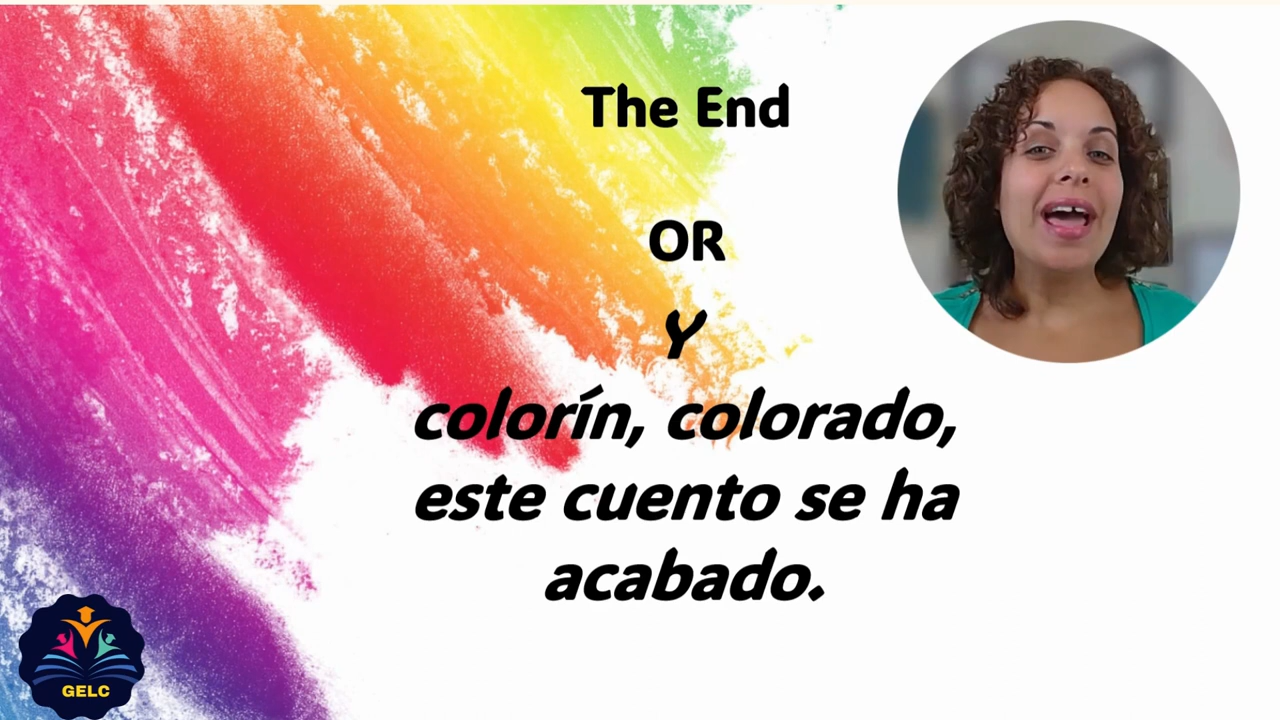 The End
OR
Y
colorín, colorado,
este cuento se ha
acabado.
GELC